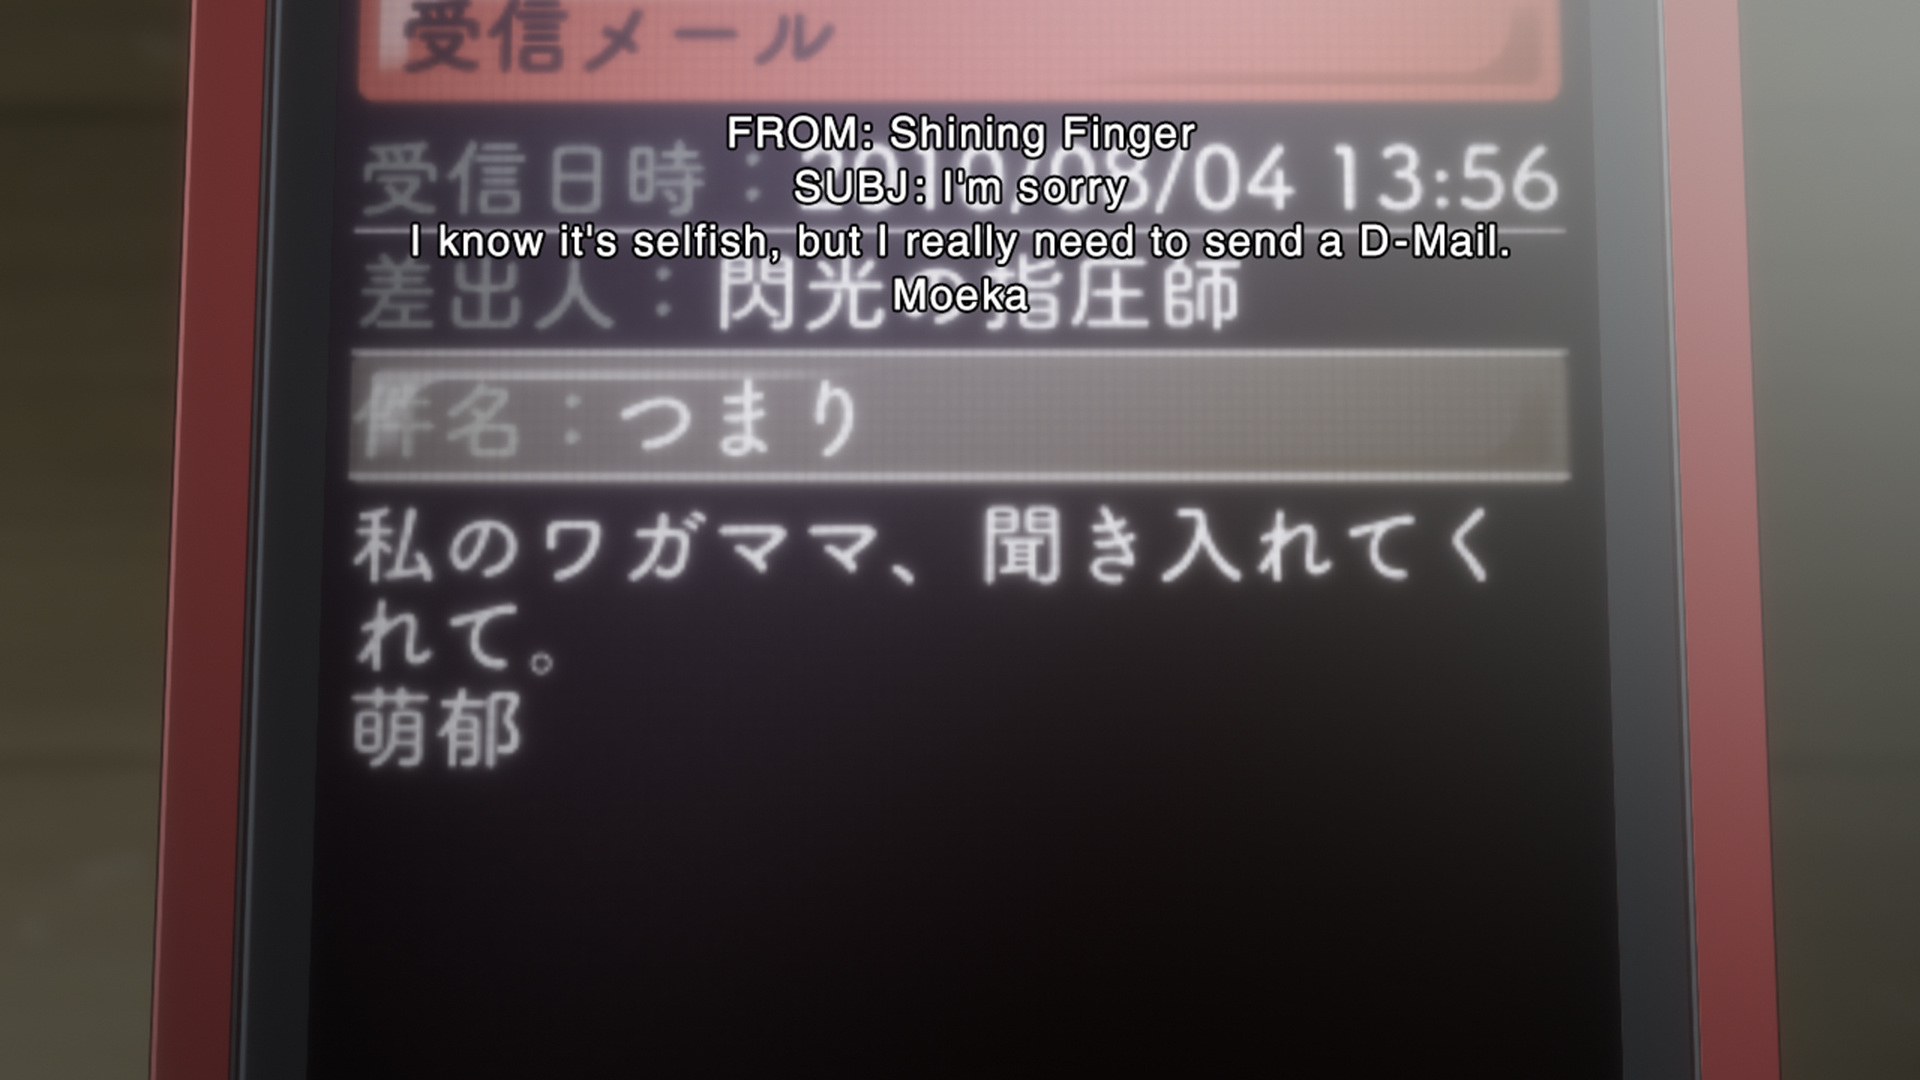 受信メール
FROM: Shining Finger
受信日時：2010/08/04 13:56
SUBJ: I'm sorry
I know it's selfish, but I really need to send a D-Mail.
差出人：閃光の指圧師
Moeka
件名：つまり
私のワガママ、聞き入れてく
れて。
萌郁